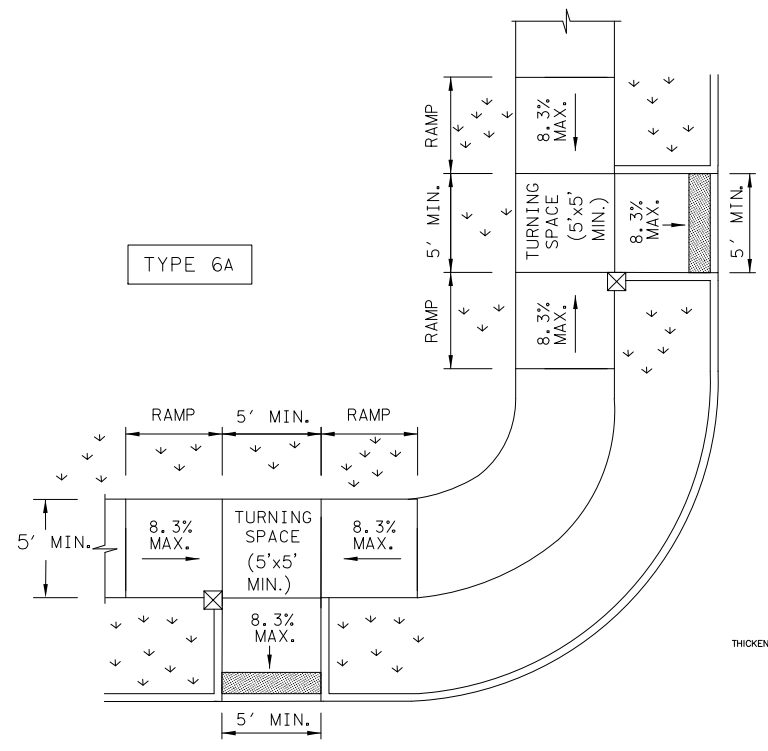 RAMP
8.3%
MAX.
5' MIN.
TURNING
SPACE
(5'x5'
MIN.)
8.3%
MAX.
5' MTN.
TYPE 6A
RAMP
8.3%
MAX.
RAMP
5' MIN.
RAMP
5' MIN.
8.3%
MAX.
TURNING
SPACE
(5'x5'
MIN.)
8.3%
MAX.
8.3%
MAX.
THICKEN
5' MIN.